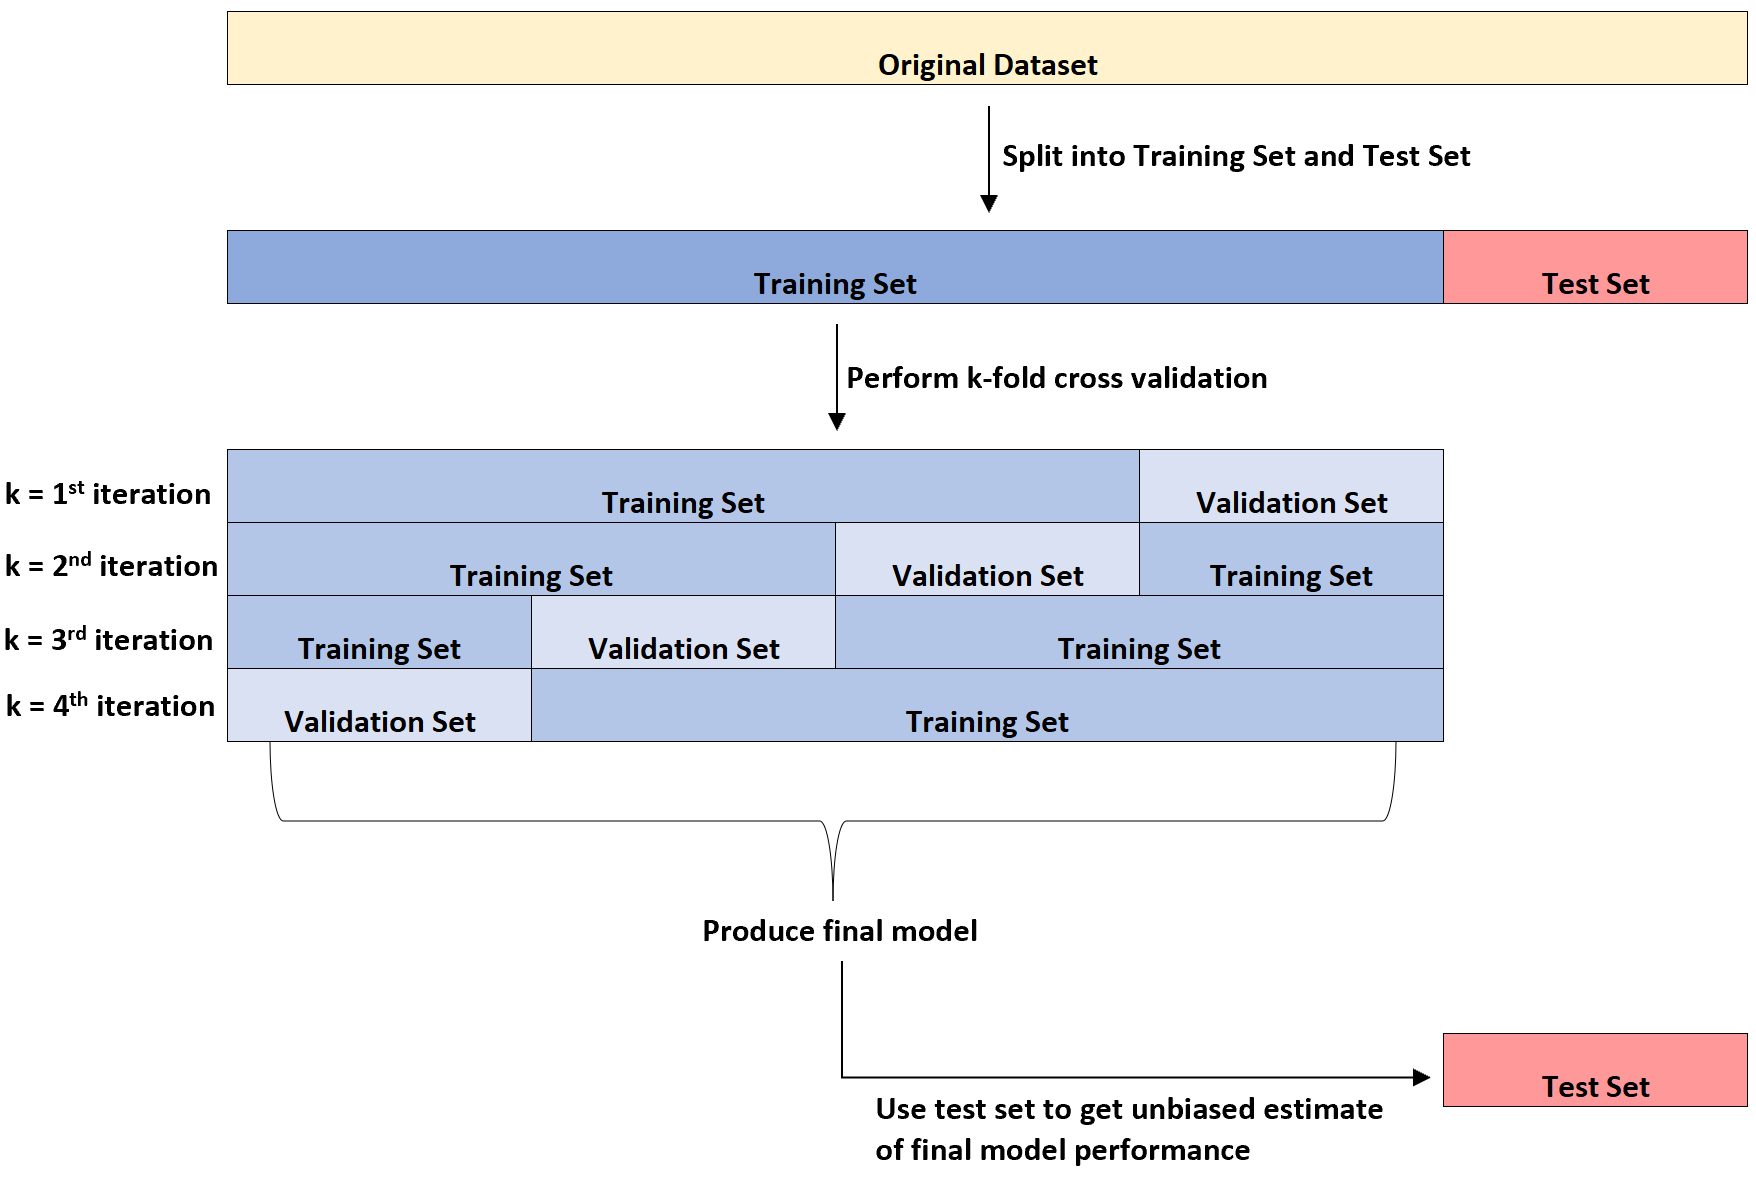 Original Dataset
Split into Training Set and Test Set
Training Set
Test Set
Perform k-fold cross validation
k = 1st iteration
Training Set
Validation Set
k = 2nd iteration
Training Set
Validation Set
Training Set
k = 3rd iteration
Training Set
Validation Set
Training Set
k = 4th iteration
Validation Set
Training Set
Produce final model
Test Set
Use test set to get unbiased estimate
of final model performance